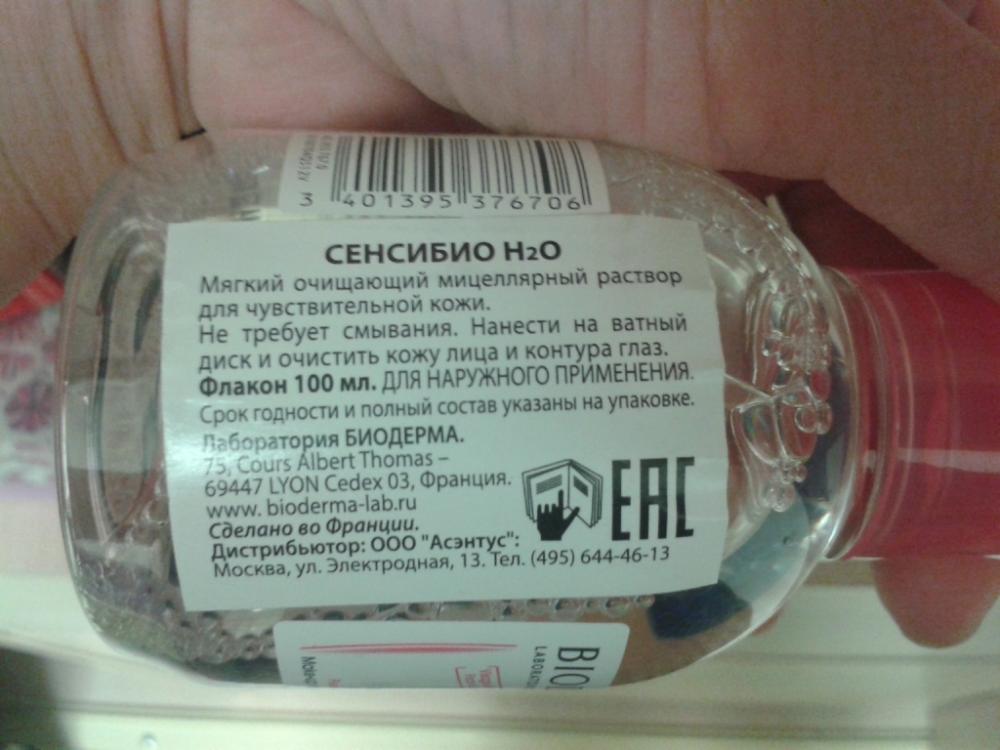 3 401395 376706
СЕНСИБИО H2O
Мягкий очищающий мицеллярный раствор
для чувствительной кожи.
Не требует смывания. Нанести на ватный
диск и очистить кожу лица и контура глаз.
Флакон 100 мл. ДЛЯ НАРУЖНОГО ПРИМЕНЕНИЯ.
Срок годности и полный состав указаны на упаковке.
Лаборатория БИОДЕРМА.
75, Cours Albert Thomas –
69447 LYON Cedex 03, Франция.
www. bioderma-lab.ru
Сделано во Франции.
Дистрибьютор: ООО "Асэнтус":
Москва, ул. Электродная, 13. Тел. (495) 644-46-13
EAC